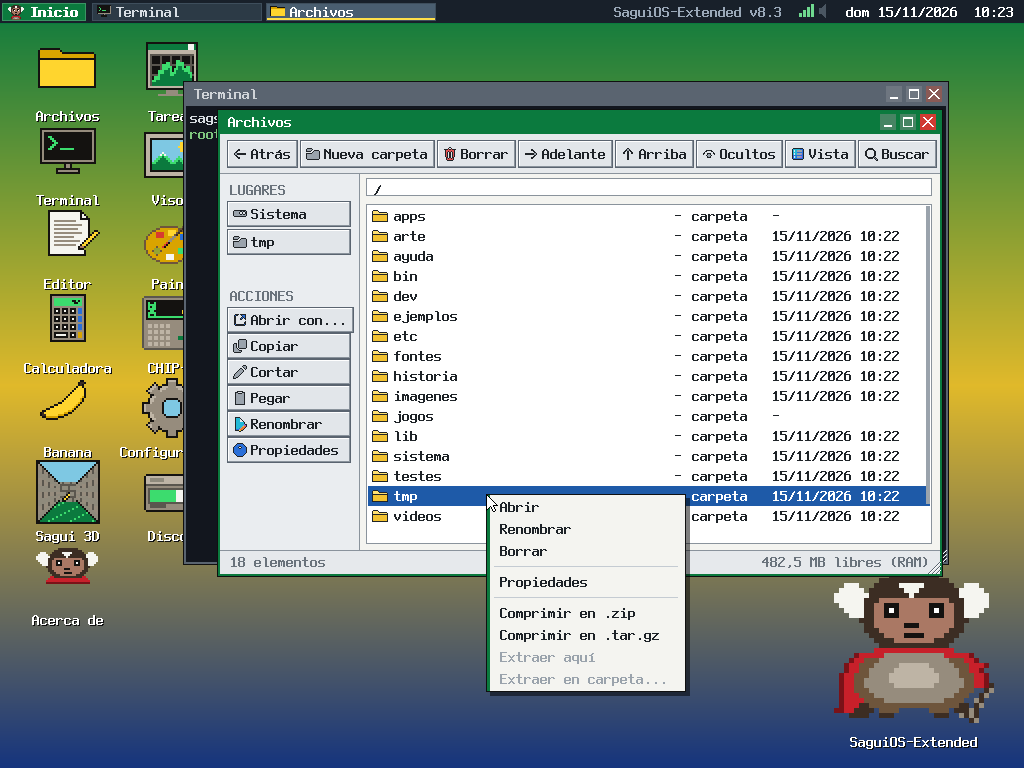 Inicio Terminal Archivos SaguiOS-Extended v8.3 dom 15/11/2026 10:23
Archivos
Terminal
Editor
Calculadora
Banana
Sagui 3D
Acerca de
Tarea
Viso
Pain
CHIP-
Configur
Disco
Terminal
sags
root
Archivos
Atrás Nueva carpeta Borrar Adelante Arriba Ocultos Vista Buscar
LUGARES
Sistema
tmp
ACCIONES
Abrir con...
Copiar
Cortar
Pegar
Renombrar
Propiedades
/
apps - carpeta -
arte - carpeta 15/11/2026 10:22
ayuda - carpeta 15/11/2026 10:22
bin - carpeta 15/11/2026 10:22
dev - carpeta 15/11/2026 10:22
ejemplos - carpeta 15/11/2026 10:22
etc - carpeta 15/11/2026 10:22
fontes - carpeta 15/11/2026 10:22
historia - carpeta 15/11/2026 10:22
imagenes - carpeta 15/11/2026 10:22
jogos - carpeta -
lib - carpeta 15/11/2026 10:22
sistema - carpeta 15/11/2026 10:22
testes - carpeta 15/11/2026 10:22
tmp carpeta 15/11/2026 10:22
videos carpeta 15/11/2026 10:22
Abrir
Renombrar
Borrar
Propiedades
Comprimir en .zip
Comprimir en .tar.gz
Extraer aquí
Extraer en carpeta...
18 elementos 482,5 MB libres (RAM)
SaguiOS-Extended